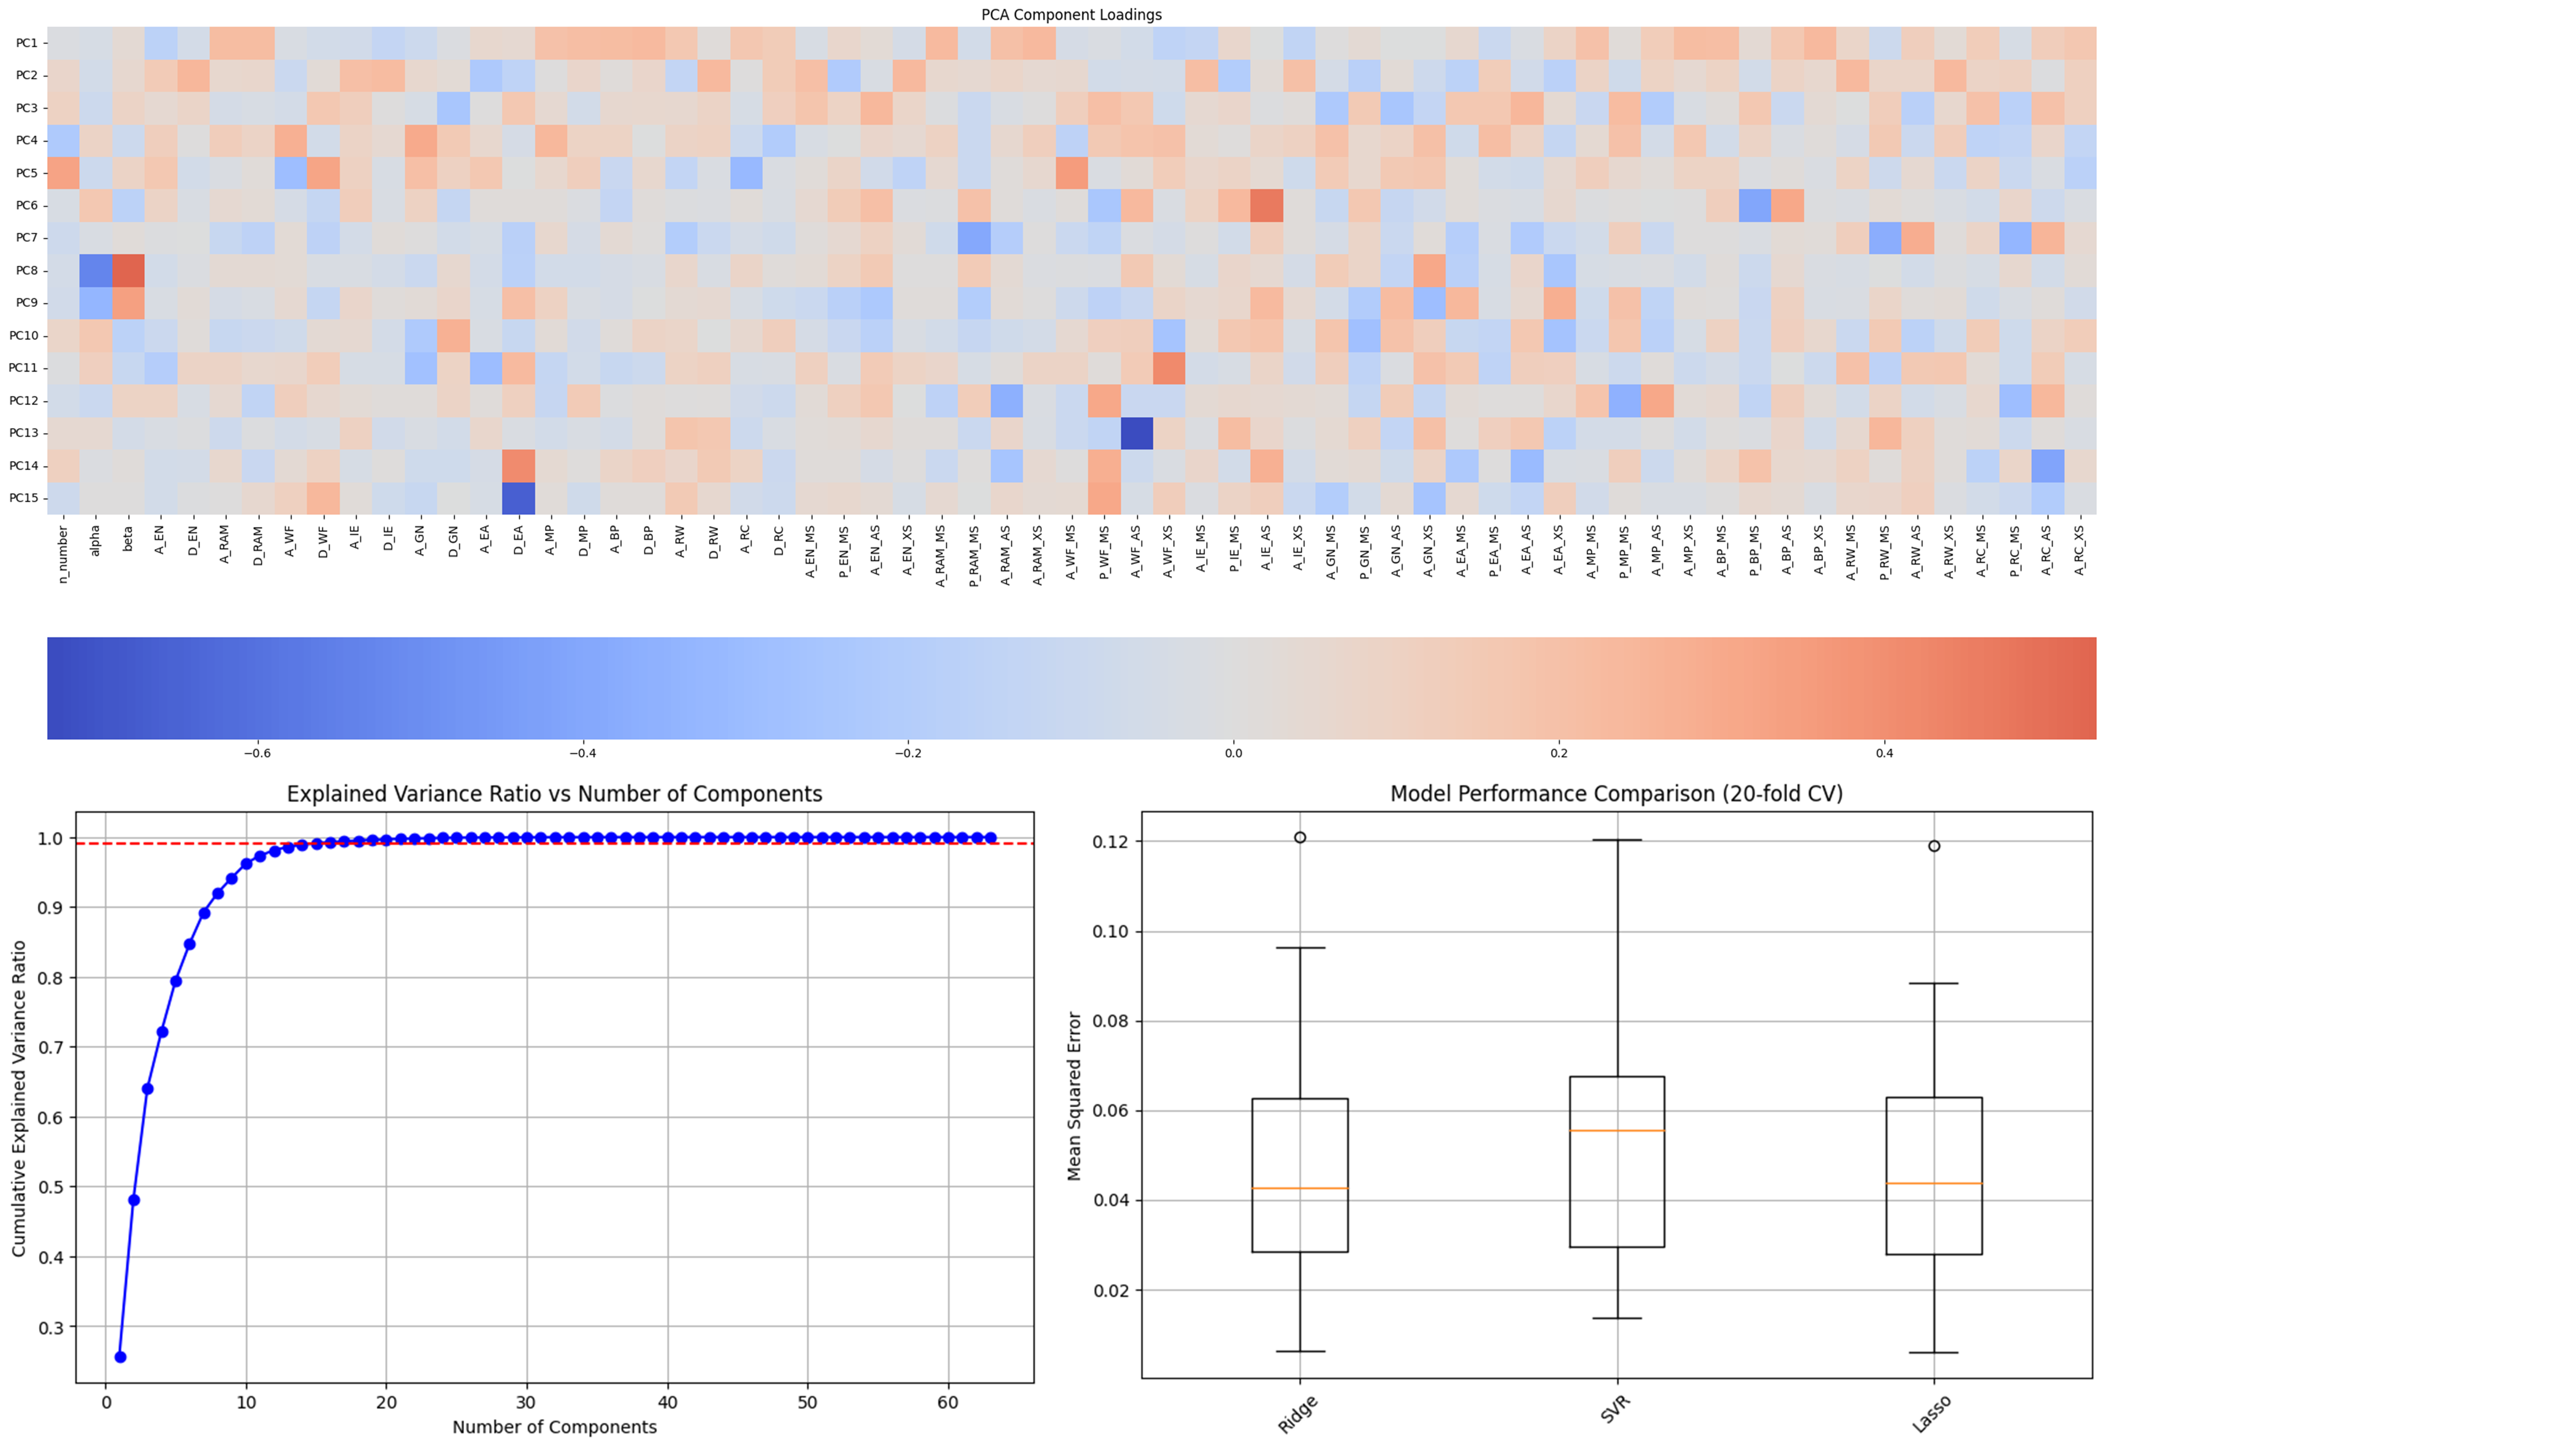 PCA Component Loadings
PC1
PC2
PC3
PC4
PC5
PC6
PC7
PC8
PC9
PC10
PC11
PC12
PC13
PC14
PC15
n_number
alpha
beta
A_EN
D_EN
A_RAM
D_RAM
A_WF
D_WF
A_IE
D_IE
A_GN
D_GN
A_EA
D_EA
A_MP
D_MP
A_BP
D_BP
A_RW
D_RW
A_RC
D_RC
A_EN_MS
P_EN_MS
A_EN_AS
A_EN_XS
A_RAM_MS
P_RAM_MS
A_RAM_AS
A_RAM_XS
A_WF_MS
P_WF_MS
A_WF_AS
A_WF_XS
A_IE_MS
P_IE_MS
A_IE_AS
A_IE_XS
A_GN_MS
P_GN_MS
A_GN_AS
A_GN_XS
A_EA_MS
P_EA_MS
A_EA_AS
A_EA_XS
A_MP_MS
P_MP_MS
A_MP_AS
A_MP_XS
A_BP_MS
P_BP_MS
A_BP_AS
A_BP_XS
A_RW_MS
P_RW_MS
A_RW_AS
A_RW_XS
A_RC_MS
P_RC_MS
A_RC_AS
A_RC_XS
−0.6
−0.4
−0.2
0.0
0.2
0.4
Explained Variance Ratio vs Number of Components
Cumulative Explained Variance Ratio
1.0
0.9
0.8
0.7
0.6
0.5
0.4
0.3
0
10
20
30
40
50
60
Number of Components
Model Performance Comparison (20-fold CV)
Mean Squared Error
0.12
0.10
0.08
0.06
0.04
0.02
Ridge
SVR
Lasso